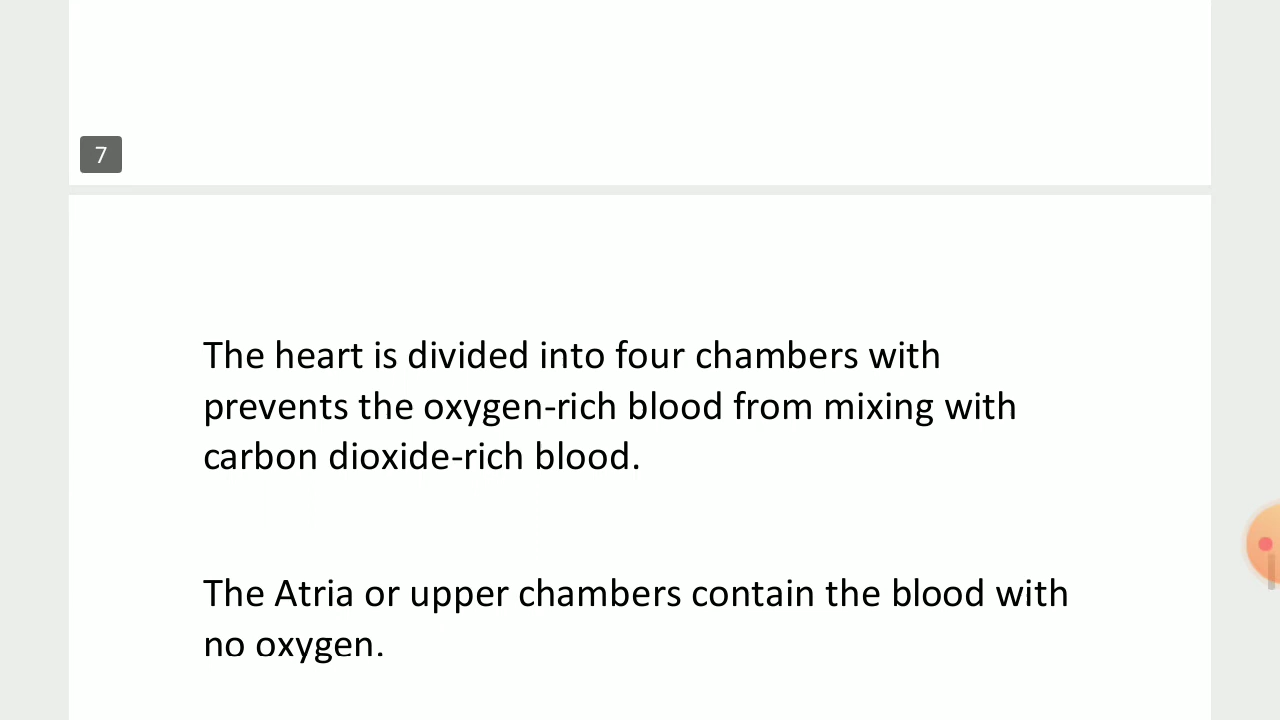 7
The heart is divided into four chambers with
prevents the oxygen-rich blood from mixing with
carbon dioxide-rich blood.
The Atria or upper chambers contain the blood with
no oxygen.